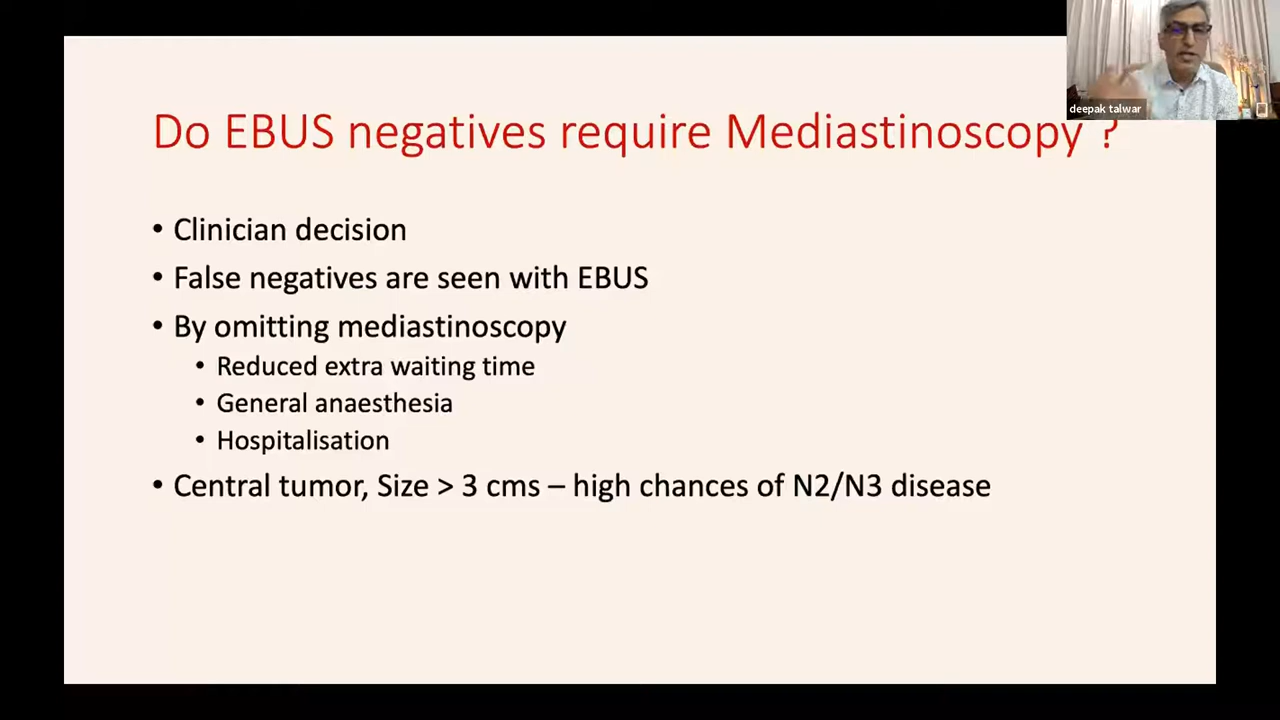 deepak talwar
Do EBUS negatives require Mediastinoscopy ?
• Clinician decision
• False negatives are seen with EBUS
• By omitting mediastinoscopy
• Reduced extra waiting time
• General anaesthesia
• Hospitalisation
• Central tumor, Size > 3 cms – high chances of N2/N3 disease